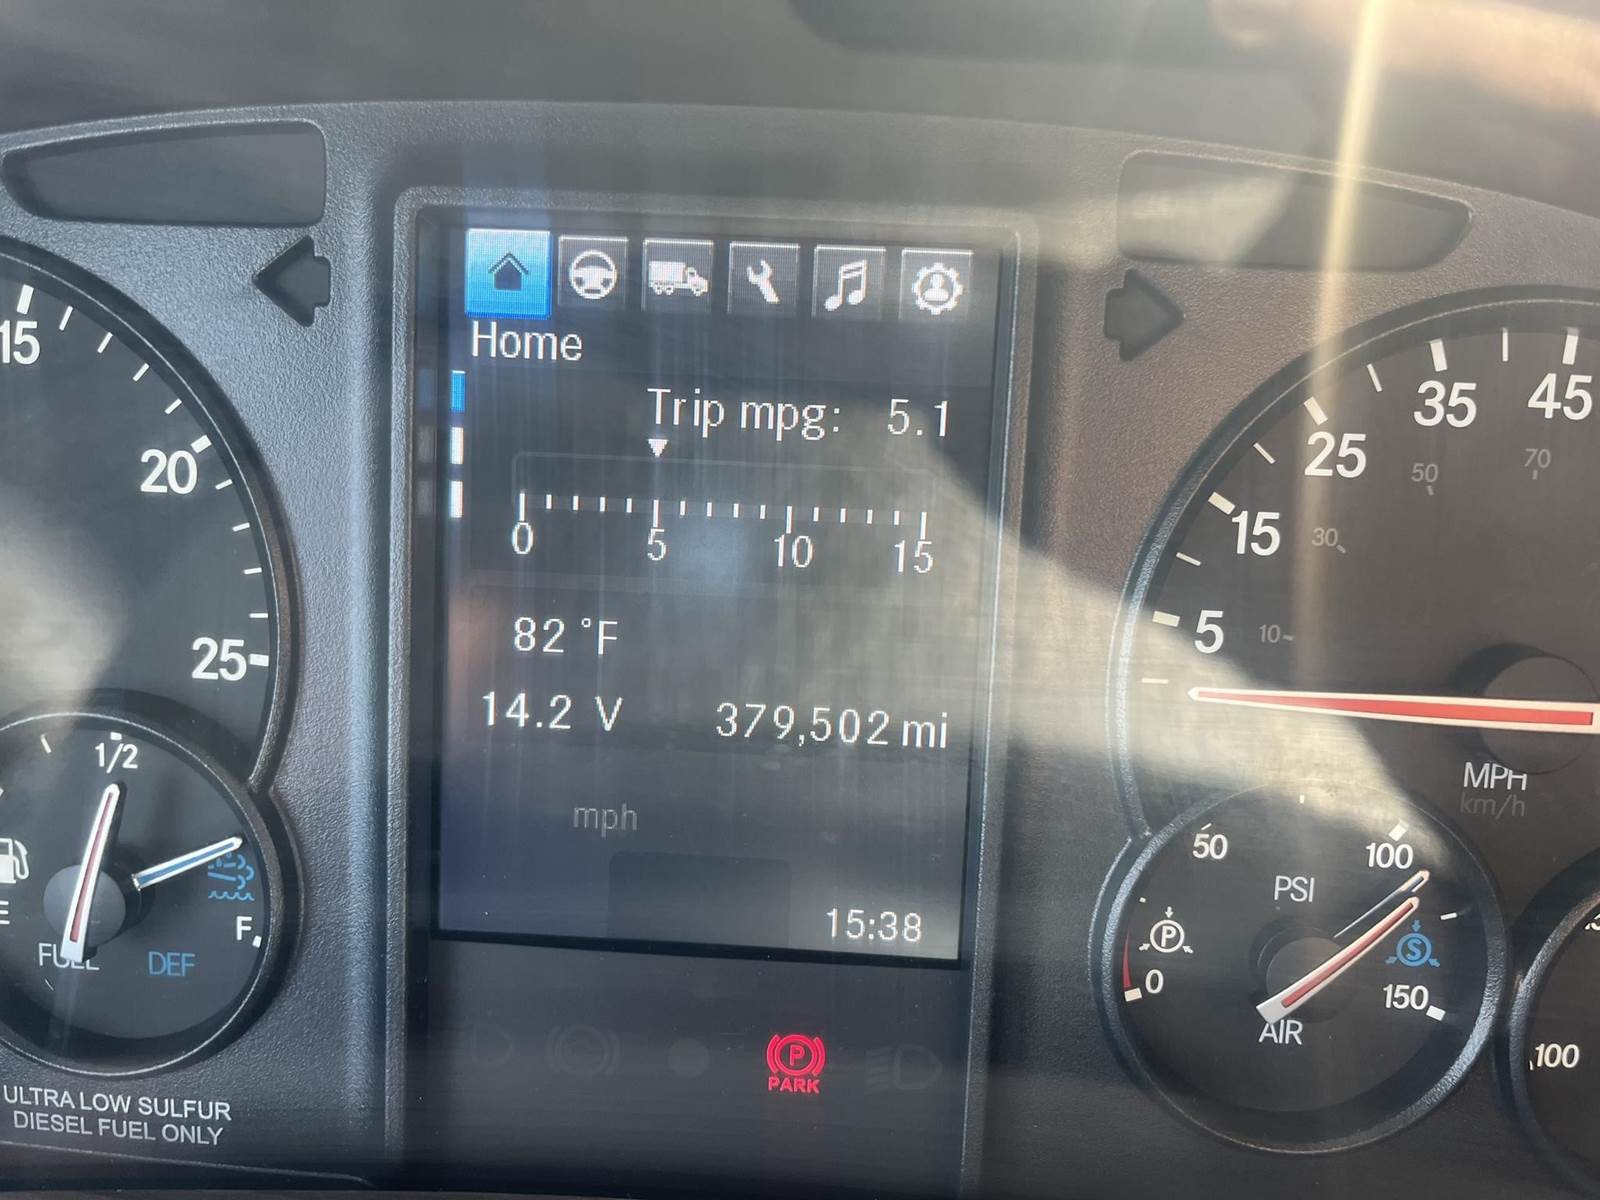 Home
Trip mpg: 5.1
0 5 10 15
82 °F
14.2 V 379,502 mi
mph
15:38
P
PARK
15
20
25
1/2
E
F
FUEL
DEF
ULTRA LOW SULFUR
DIESEL FUEL ONLY
5
15
25
35
45
10
30
50
70
MPH
km/h
50
100
PSI
P
S
0
150
AIR
100